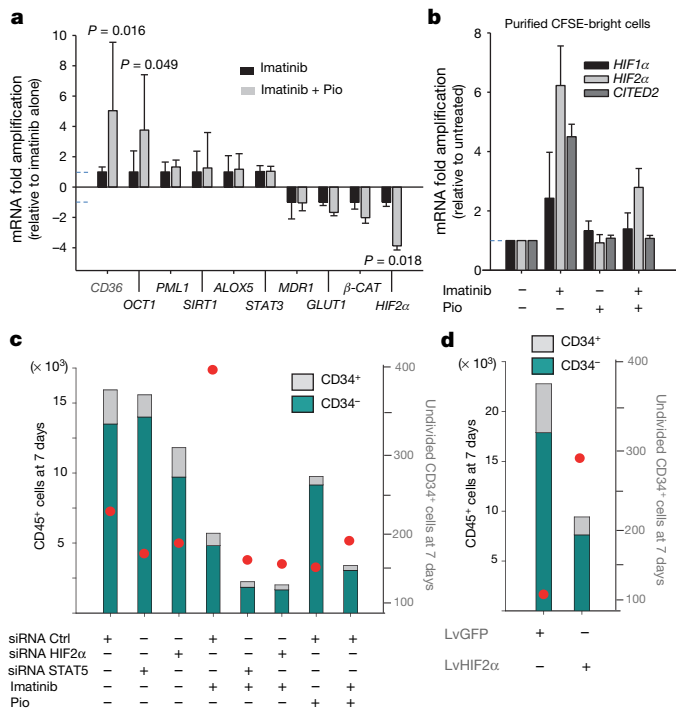 a
mRNA fold amplification
(relative to imatinib alone)
10
8
6
4
2
1
1
2
−4
P = 0.016
P = 0.049
P = 0.018
Imatinib
Imatinib + Pio
CD36 PML1 ALOX5 MDR1 β-CAT
OCT1 SIRT1 STAT3 GLUT1 HIF2α
b
Purified CFSE-bright cells
mRNA fold amplification
(relative to untreated)
8
6
4
2
0
HIF1α
HIF2α
CITED2
Imatinib − + − +
Pio − − + +
c
(× 10³)
CD45⁺ cells at 7 days
15
10
5
CD34⁺
CD34⁻
400
300
200
100
Undivided CD34⁺
cells at 7 days
siRNA Ctrl + − − + − − + +
siRNA HIF2α − − + − − + − −
siRNA STAT5 − + − − + − − −
Imatinib − − − + + + − +
Pio − − − − − − + +
d
CD34⁺
CD34⁻
(× 10³)
CD45⁺ cells at 7 days
20
15
10
5
400
300
200
100
Undivided CD34⁺
cells at 7 days
LvGFP + −
LvHIF2α − +